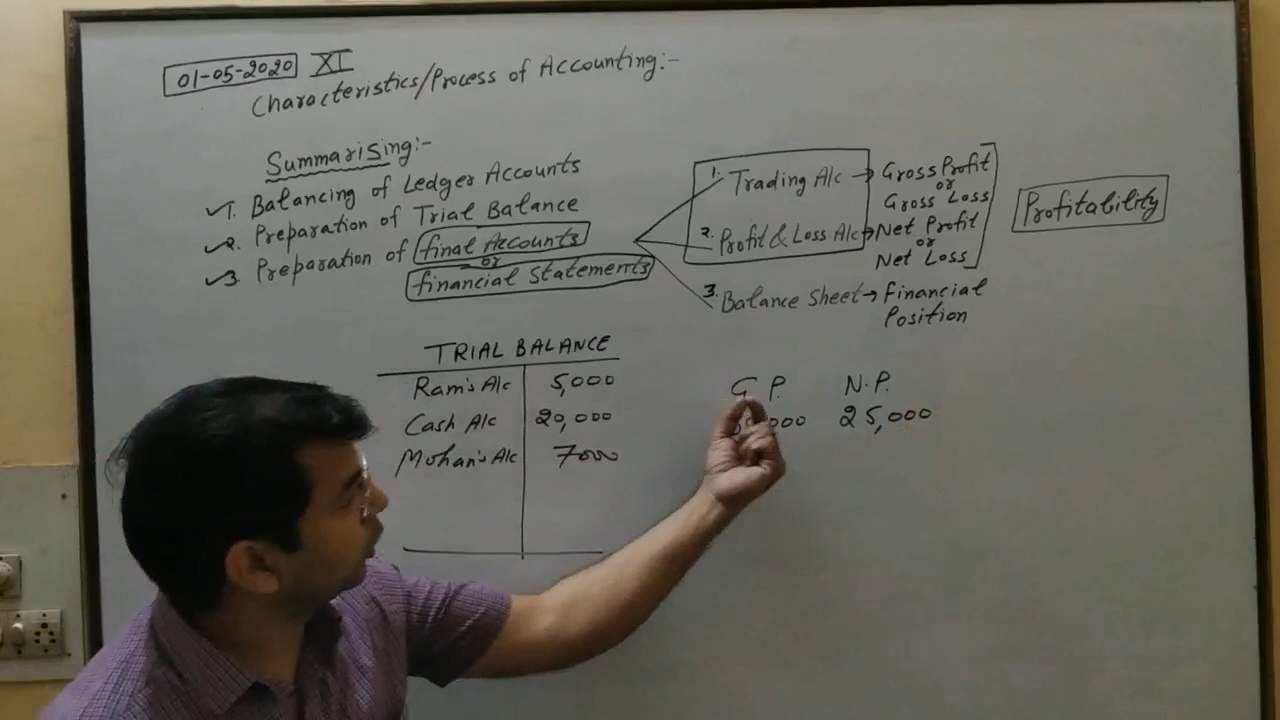 01-05-2020 XI
Characteristics/Process of Accounting:-
Summarising:-
1. Balancing of Ledger Accounts
2. Preparation of Trial Balance
3. Preparation of final Accounts
or
financial Statements
1. Trading A/c → Gross Profit
or
Gross Loss
2. Profit & Loss A/c → Net Profit
or
Net Loss
Profitability
3. Balance Sheet → Financial
Position
TRIAL BALANCE
Ram's A/c 5,000
Cash A/c 20,000
Mohan's A/c 7000
G.P. N.P.
25,000